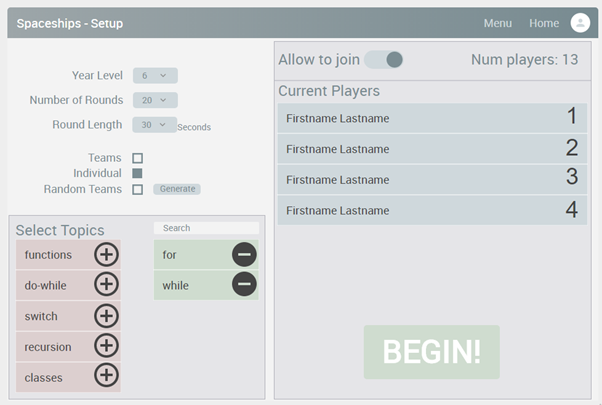 Spaceships - Setup
Menu
Home
Year Level
6
Number of Rounds
20
Round Length
30
Seconds
Teams
Individual
Random Teams
Generate
Select Topics
Search
functions
do-while
switch
recursion
classes
for
while
Allow to join
Num players: 13
Current Players
Firstname Lastname 1
Firstname Lastname 2
Firstname Lastname 3
Firstname Lastname 4
BEGIN!